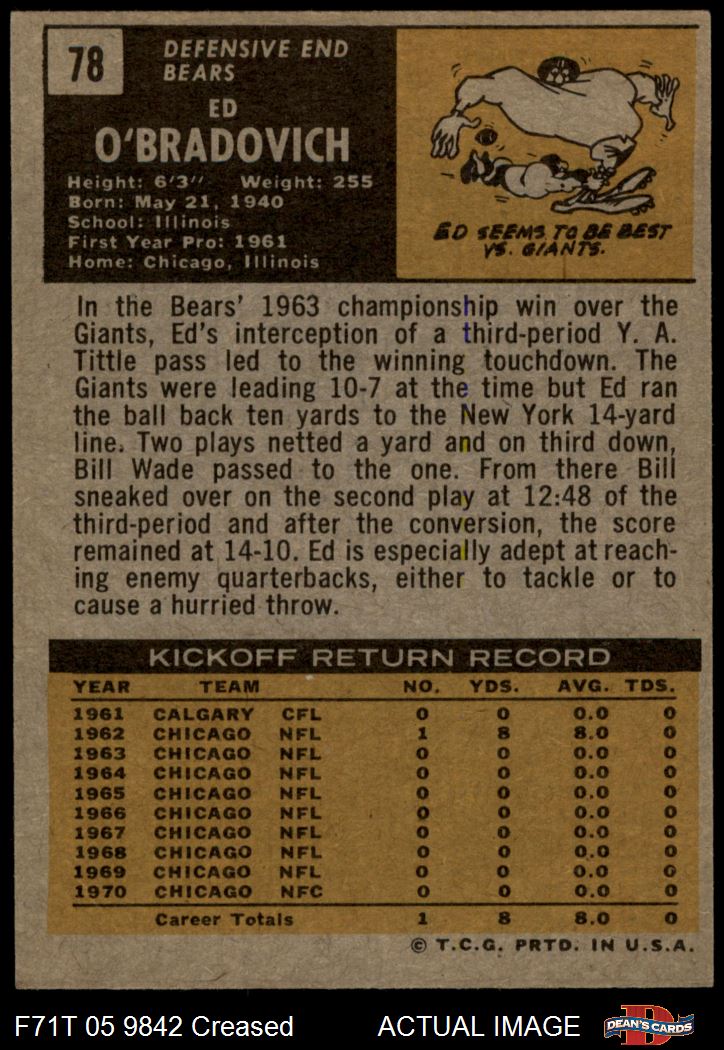 78
DEFENSIVE END
BEARS
ED
O'BRADOVICH
Height: 6'3" Weight: 255
Born: May 21, 1940
School: Illinois
First Year Pro: 1961
Home: Chicago, Illinois
ED SEEMS TO BE BEST
VS. GIANTS.
In the Bears' 1963 championship win over the
Giants, Ed's interception of a third-period Y. A.
Tittle pass led to the winning touchdown. The
Giants were leading 10-7 at the time but Ed ran
the ball back ten yards to the New York 14-yard
line. Two plays netted a yard and on third down,
Bill Wade passed to the one. From there Bill
sneaked over on the second play at 12:48 of the
third-period and after the conversion, the score
remained at 14-10. Ed is especially adept at reach-
ing enemy quarterbacks, either to tackle or to
cause a hurried throw.
KICKOFF RETURN RECORD
YEAR TEAM NO. YDS. AVG. TDS.
1961 CALGARY CFL 0 0 0.0 0
1962 CHICAGO NFL 1 8 8.0 0
1963 CHICAGO NFL 0 0 0.0 0
1964 CHICAGO NFL 0 0 0.0 0
1965 CHICAGO NFL 0 0 0.0 0
1966 CHICAGO NFL 0 0 0.0 0
1967 CHICAGO NFL 0 0 0.0 0
1968 CHICAGO NFL 0 0 0.0 0
1969 CHICAGO NFL 0 0 0.0 0
1970 CHICAGO NFC 0 0 0.0 0
Career Totals 1 8 8.0 0
© T.C.G. PRTD. IN U.S.A.
F71T 05 9842 Creased ACTUAL IMAGE
D
DEAN'S CARDS